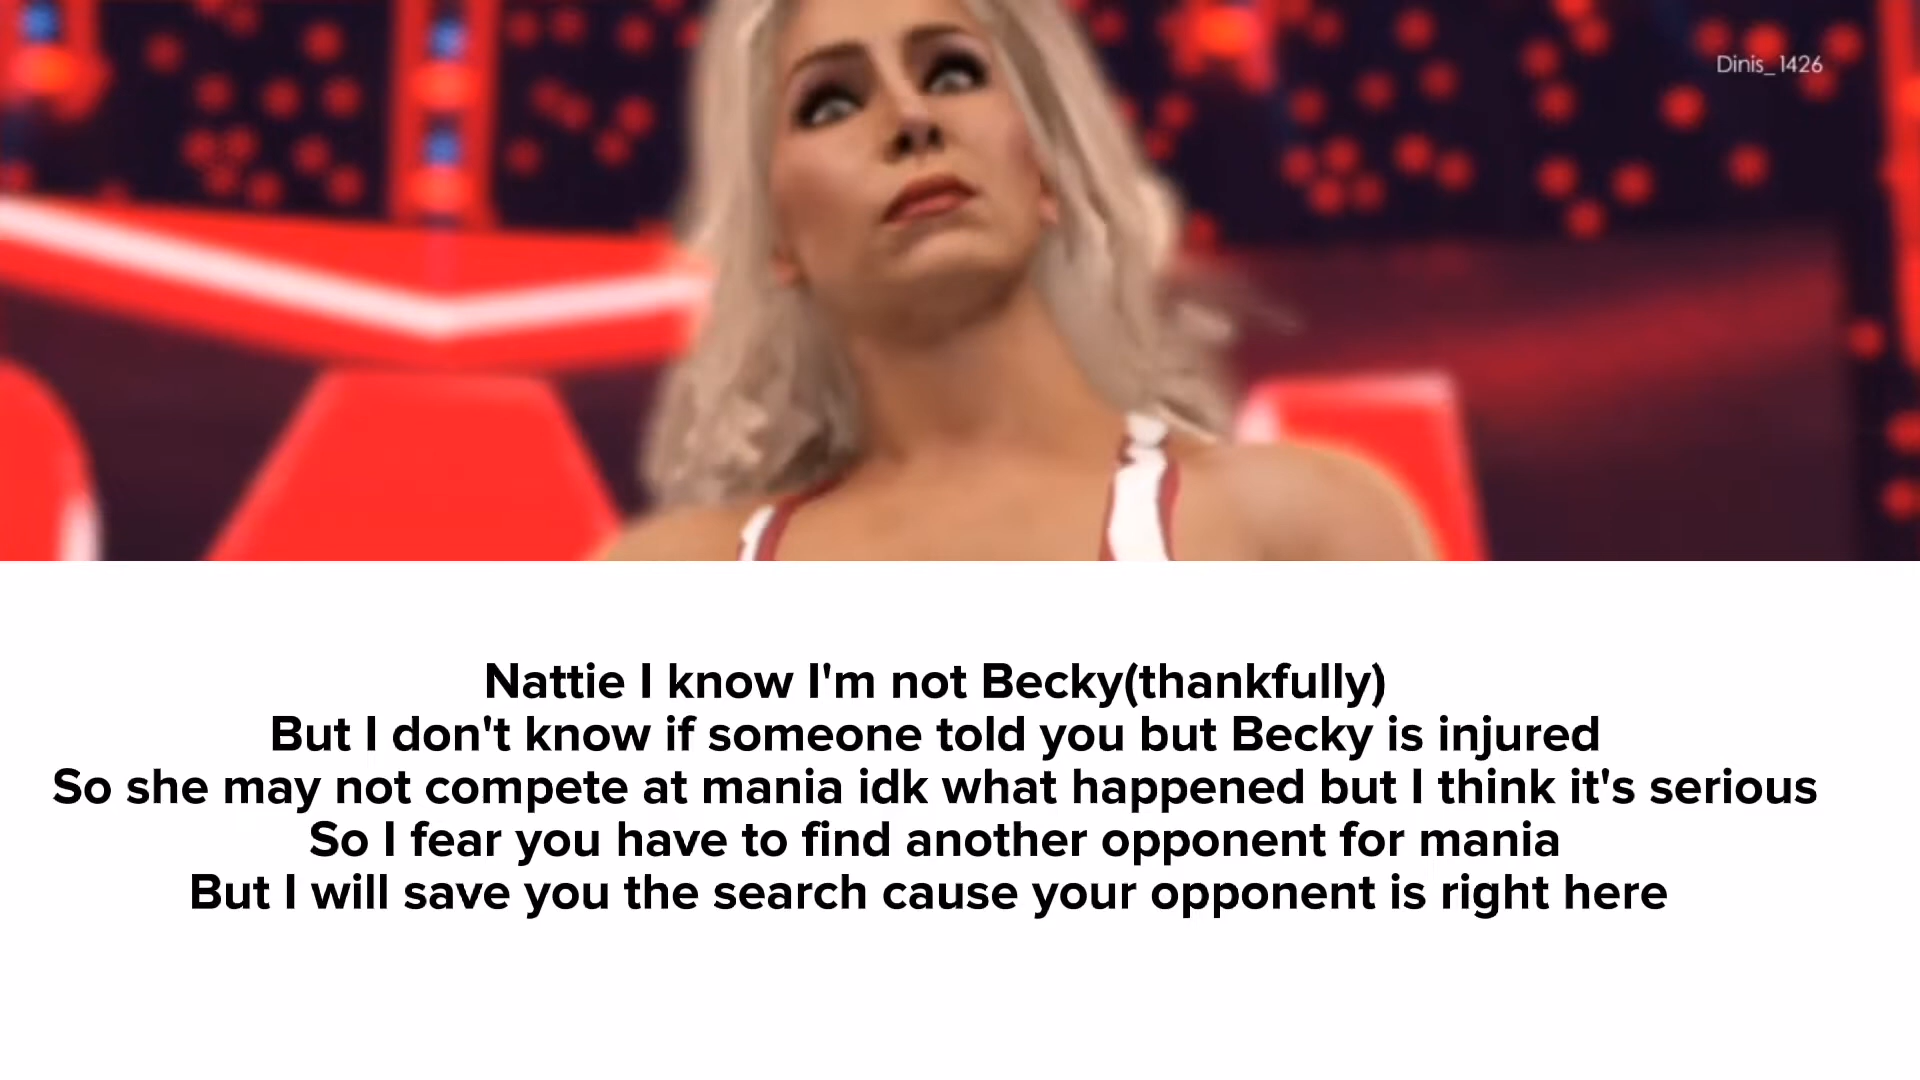 Dinis_1426
Nattie I know I'm not Becky(thankfully)
But I don't know if someone told you but Becky is injured
So she may not compete at mania idk what happened but I think it's serious
So I fear you have to find another opponent for mania
But I will save you the search cause your opponent is right here